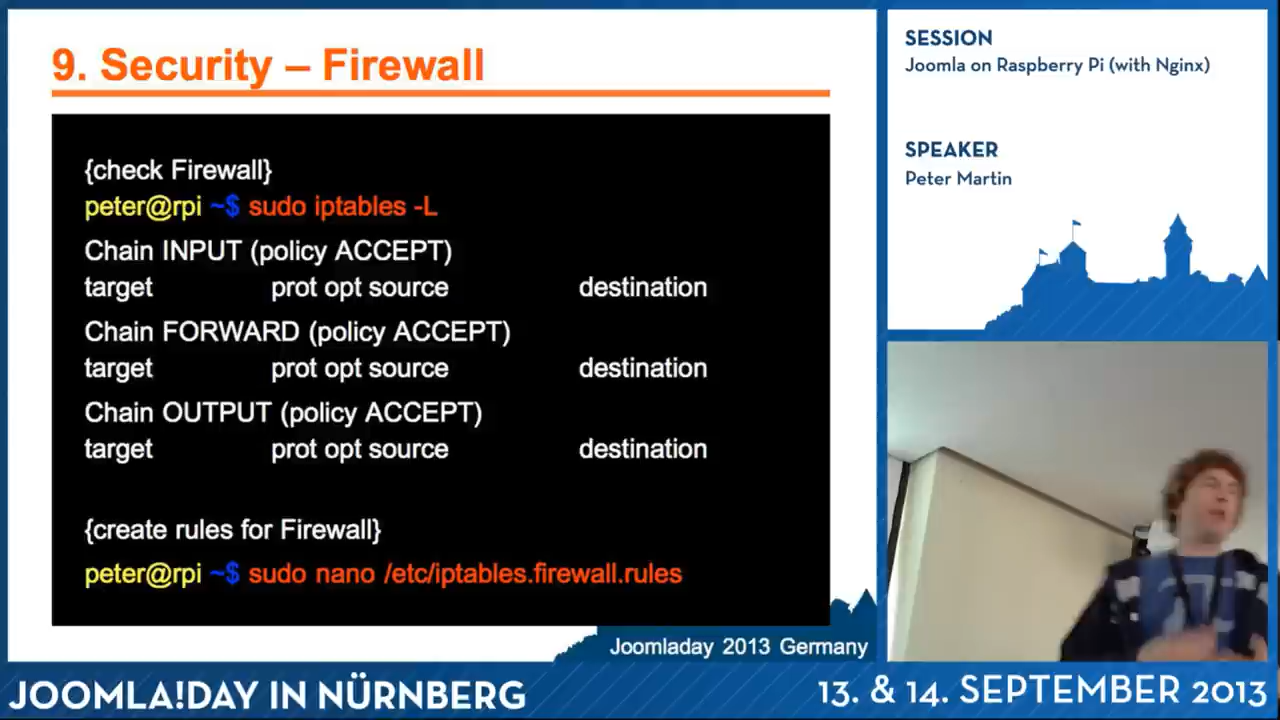 9. Security – Firewall
{check Firewall}
peter@rpi ~$ sudo iptables -L
Chain INPUT (policy ACCEPT)
target prot opt source destination
Chain FORWARD (policy ACCEPT)
target prot opt source destination
Chain OUTPUT (policy ACCEPT)
target prot opt source destination
{create rules for Firewall}
peter@rpi ~$ sudo nano /etc/iptables.firewall.rules
Joomladay 2013 Germany
SESSION
Joomla on Raspberry Pi (with Nginx)
SPEAKER
Peter Martin
JOOMLA!DAY IN NÜRNBERG
13. & 14. SEPTEMBER 2013